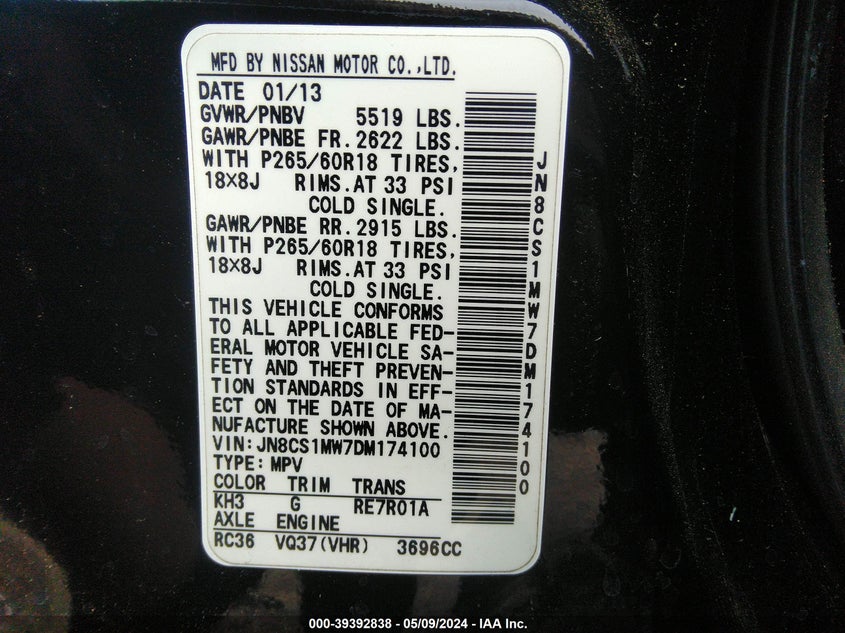 MFD BY NISSAN MOTOR CO.,LTD.
DATE 01/13
GVWR/PNBV 5519 LBS.
GAWR/PNBE FR. 2622 LBS.
WITH P265/60R18 TIRES,
18×8J RIMS. AT 33 PSI
COLD SINGLE.
GAWR/PNBE RR. 2915 LBS.
WITH P265/60R18 TIRES,
18×8J RIMS. AT 33 PSI
COLD SINGLE.
THIS VEHICLE CONFORMS
TO ALL APPLICABLE FED-
ERAL MOTOR VEHICLE SA-
FETY AND THEFT PREVEN-
TION STANDARDS IN EFF-
ECT ON THE DATE OF MA-
NUFACTURE SHOWN ABOVE.
VIN: JN8CS1MW7DM174100
TYPE: MPV
COLOR TRIM TRANS
KH3 G RE7R01A
AXLE ENGINE
RC36 VQ37(VHR) 3696CC
JN8CS1MW7DM174100
000-39392838 - 05/09/2024 - IAA Inc.